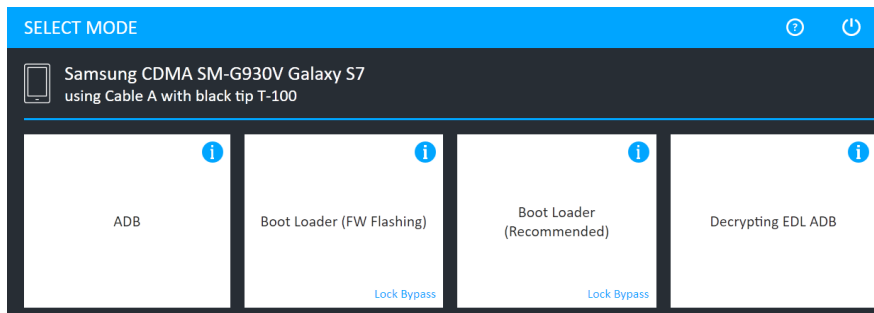 SELECT MODE
Samsung CDMA SM-G930V Galaxy S7
using Cable A with black tip T-100
ADB
Boot Loader (FW Flashing)
Lock Bypass
Boot Loader
(Recommended)
Lock Bypass
Decrypting EDL ADB